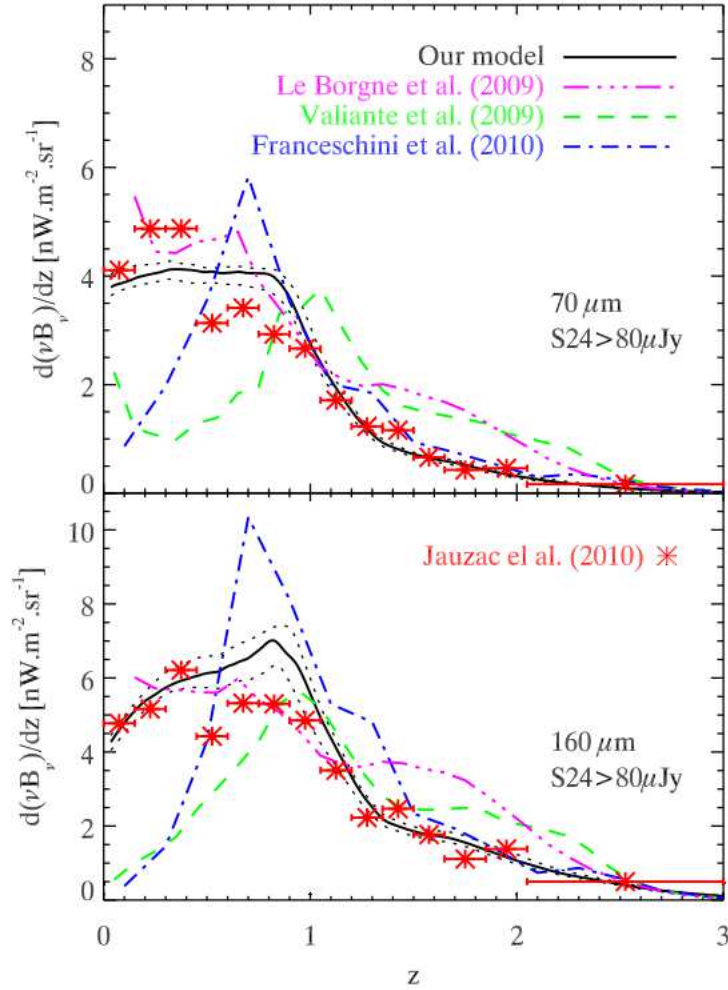 8
6
4
2
0
d(νBν)/dz [nW.m-2.sr-1]
Our model
Le Borgne et al. (2009)
Valiante et al. (2009)
Franceschini et al. (2010)
70 μm
S24>80μJy
10
8
6
4
2
0
d(νBν)/dz [nW.m-2.sr-1]
Jauzac el al. (2010)
160 μm
S24>80μJy
0 1 2 3
z